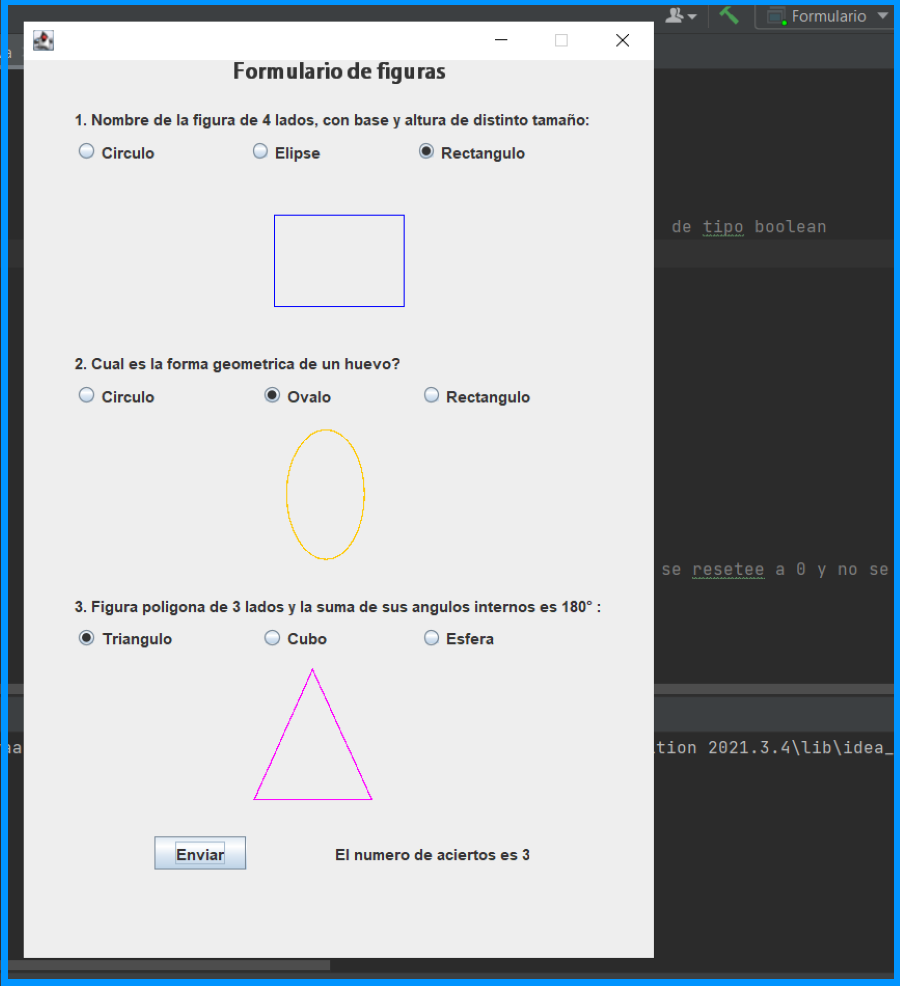 Formulario
Formulario de figuras
1. Nombre de la figura de 4 lados, con base y altura de distinto tamaño:
Circulo Elipse Rectangulo
de tipo boolean
2. Cual es la forma geometrica de un huevo?
Circulo Ovalo Rectangulo
se resetee a 0 y no se
3. Figura poligona de 3 lados y la suma de sus angulos internos es 180° :
Triangulo Cubo Esfera
tion 2021.3.4\lib\idea_
Enviar El numero de aciertos es 3